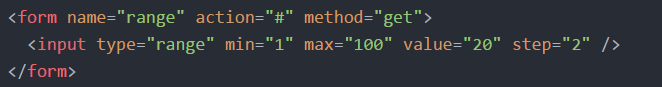 <form name="range" action="#" method="get">
  <input type="range" min="1" max="100" value="20" step="2" />
</form>